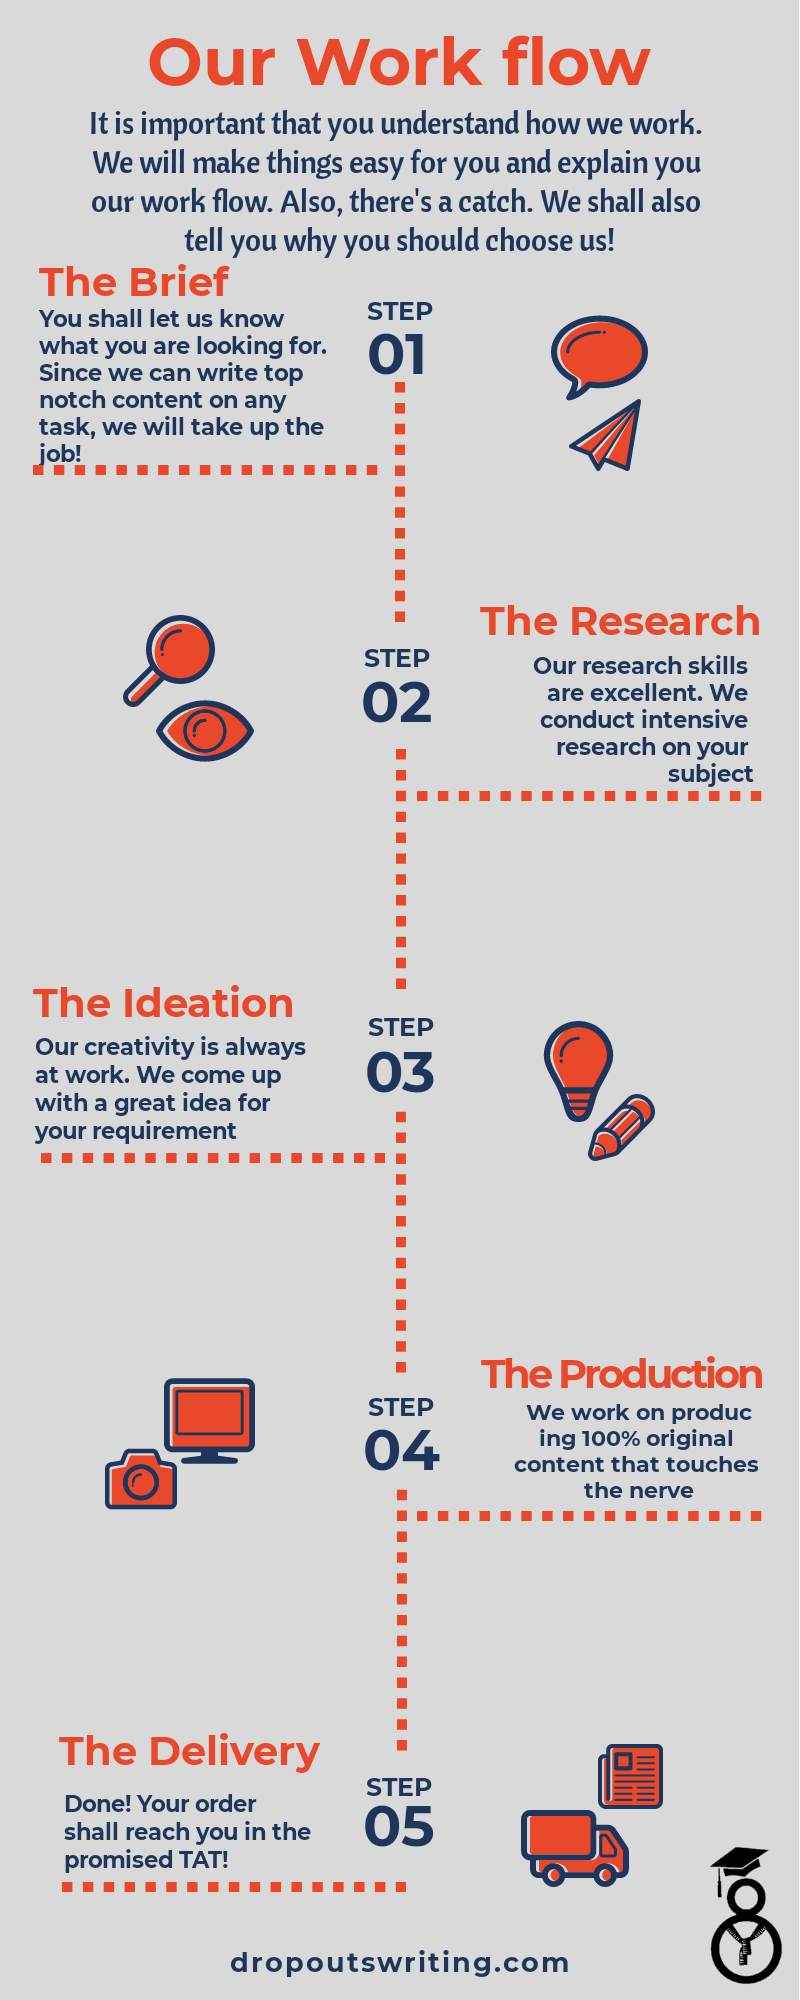 Our Work flow
It is important that you understand how we work.
We will make things easy for you and explain you
our work flow. Also, there's a catch. We shall also
tell you why you should choose us!
The Brief
You shall let us know
what you are looking for.
Since we can write top
notch content on any
task, we will take up the
job!
STEP
01
STEP
02
The Research
Our research skills
are excellent. We
conduct intensive
research on your
subject
The Ideation
Our creativity is always
at work. We come up
with a great idea for
your requirement
STEP
03
STEP
04
The Production
We work on produc
ing 100% original
content that touches
the nerve
The Delivery
Done! Your order
shall reach you in the
promised TAT!
STEP
05
dropoutswriting.com